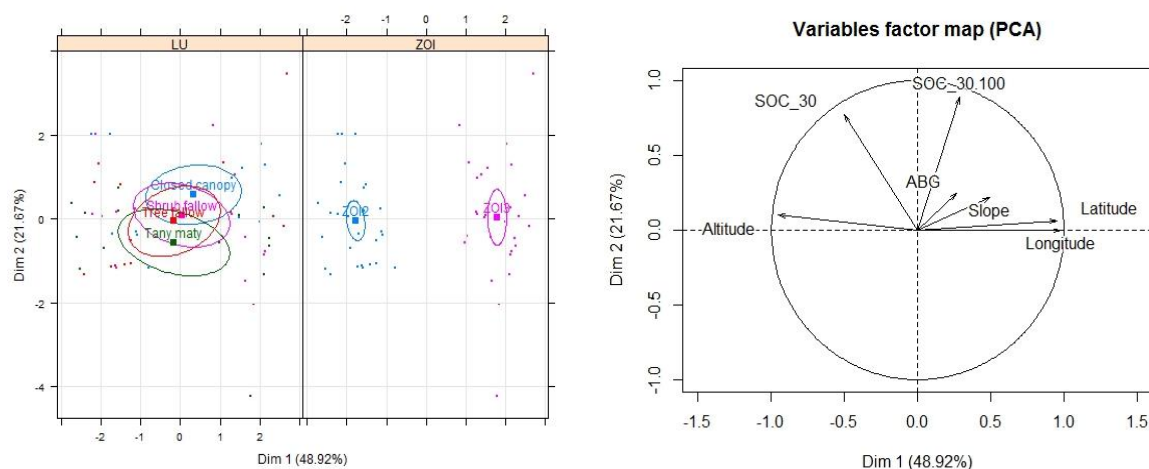 -2 -1 0 1 2
LU ZOI
2
0
-2
-4
Closed canopy
Shrub fallow
Tree fallow
Tany maty
ZOI2
-2 -1 0 1 2
Dim 1 (48.92%)
Dim 2 (21.67%)
Variables factor map (PCA)
1.0
0.5
0.0
-0.5
-1.0
SOC_30
SOC_30.100
ABG
Slope
Altitude
Latitude
Longitude
-1.5 -1.0 -0.5 0.0 0.5 1.0 1.5
Dim 1 (48.92%)
Dim 2 (21.67%)